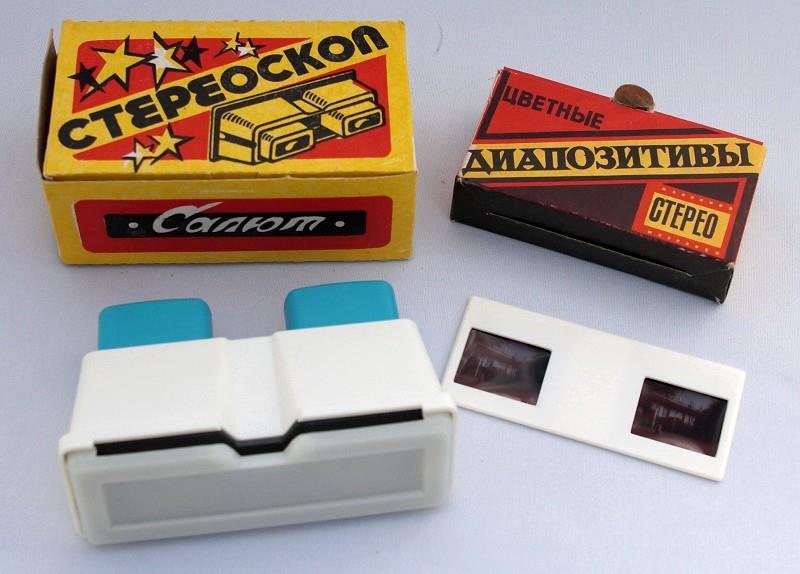 СТЕРЕОСКОП
• Салют •
ЦВЕТНЫЕ
ДИАПОЗИТИВЫ
СТЕРЕО